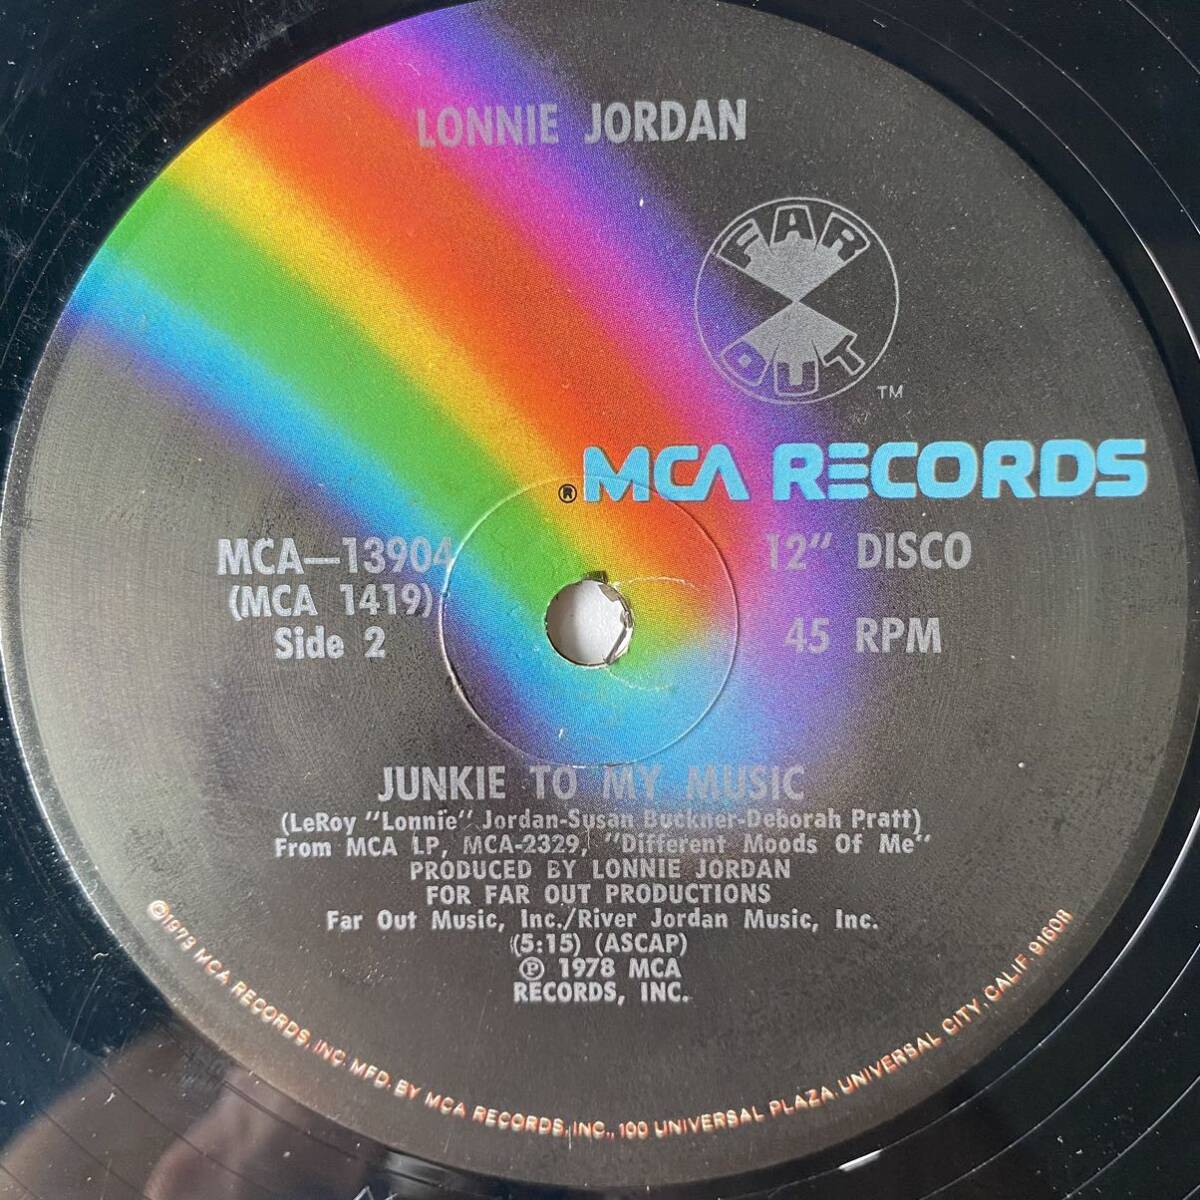 LONNIE JORDAN
FAR
OUT
TM
® MCA RECORDS
MCA—13904
(MCA 1419)
Side 2
12" DISCO
45 RPM
JUNKIE TO MY MUSIC
(LeRoy "Lonnie" Jordan-Susan Buckner-Deborah Pratt)
From MCA LP, MCA-2329, "Different Moods Of Me"
PRODUCED BY LONNIE JORDAN
FOR FAR OUT PRODUCTIONS
Far Out Music, Inc./River Jordan Music, Inc.
(5:15) (ASCAP)
℗ 1978 MCA
RECORDS, INC.
©1973 MCA RECORDS, INC. MFD. BY MCA RECORDS, INC., 100 UNIVERSAL PLAZA, UNIVERSAL CITY, CALIF. 91608